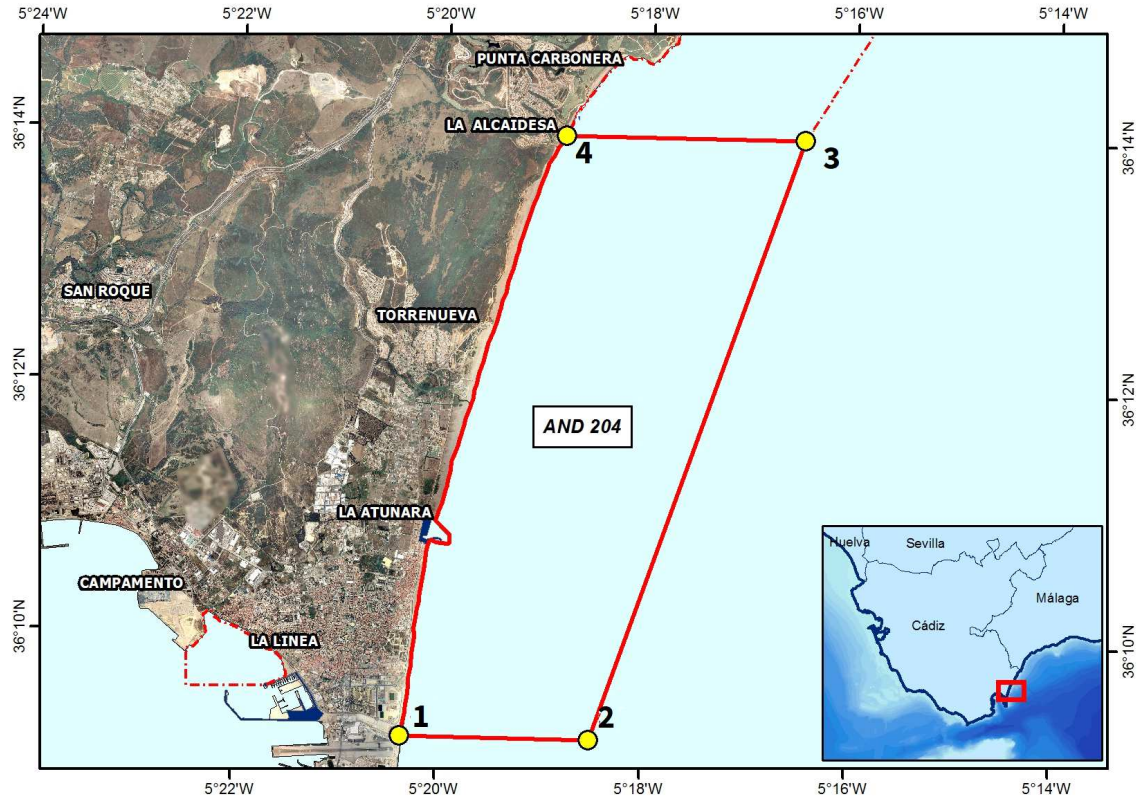 5°24'W
5°22'W
5°20'W
5°18'W
5°16'W
5°14'W
PUNTA CARBONERA
36°14'N
LA ALCAIDESA
4
3
36°14'N
SAN ROQUE
TORRENUEVA
36°12'N
36°12'N
AND 204
LA ATUNARA
Huelva
Sevilla
CAMPAMENTO
Málaga
Cádiz
36°10'N
LA LINEA
36°10'N
1
2
5°22'W
5°20'W
5°18'W
5°16'W
5°14'W